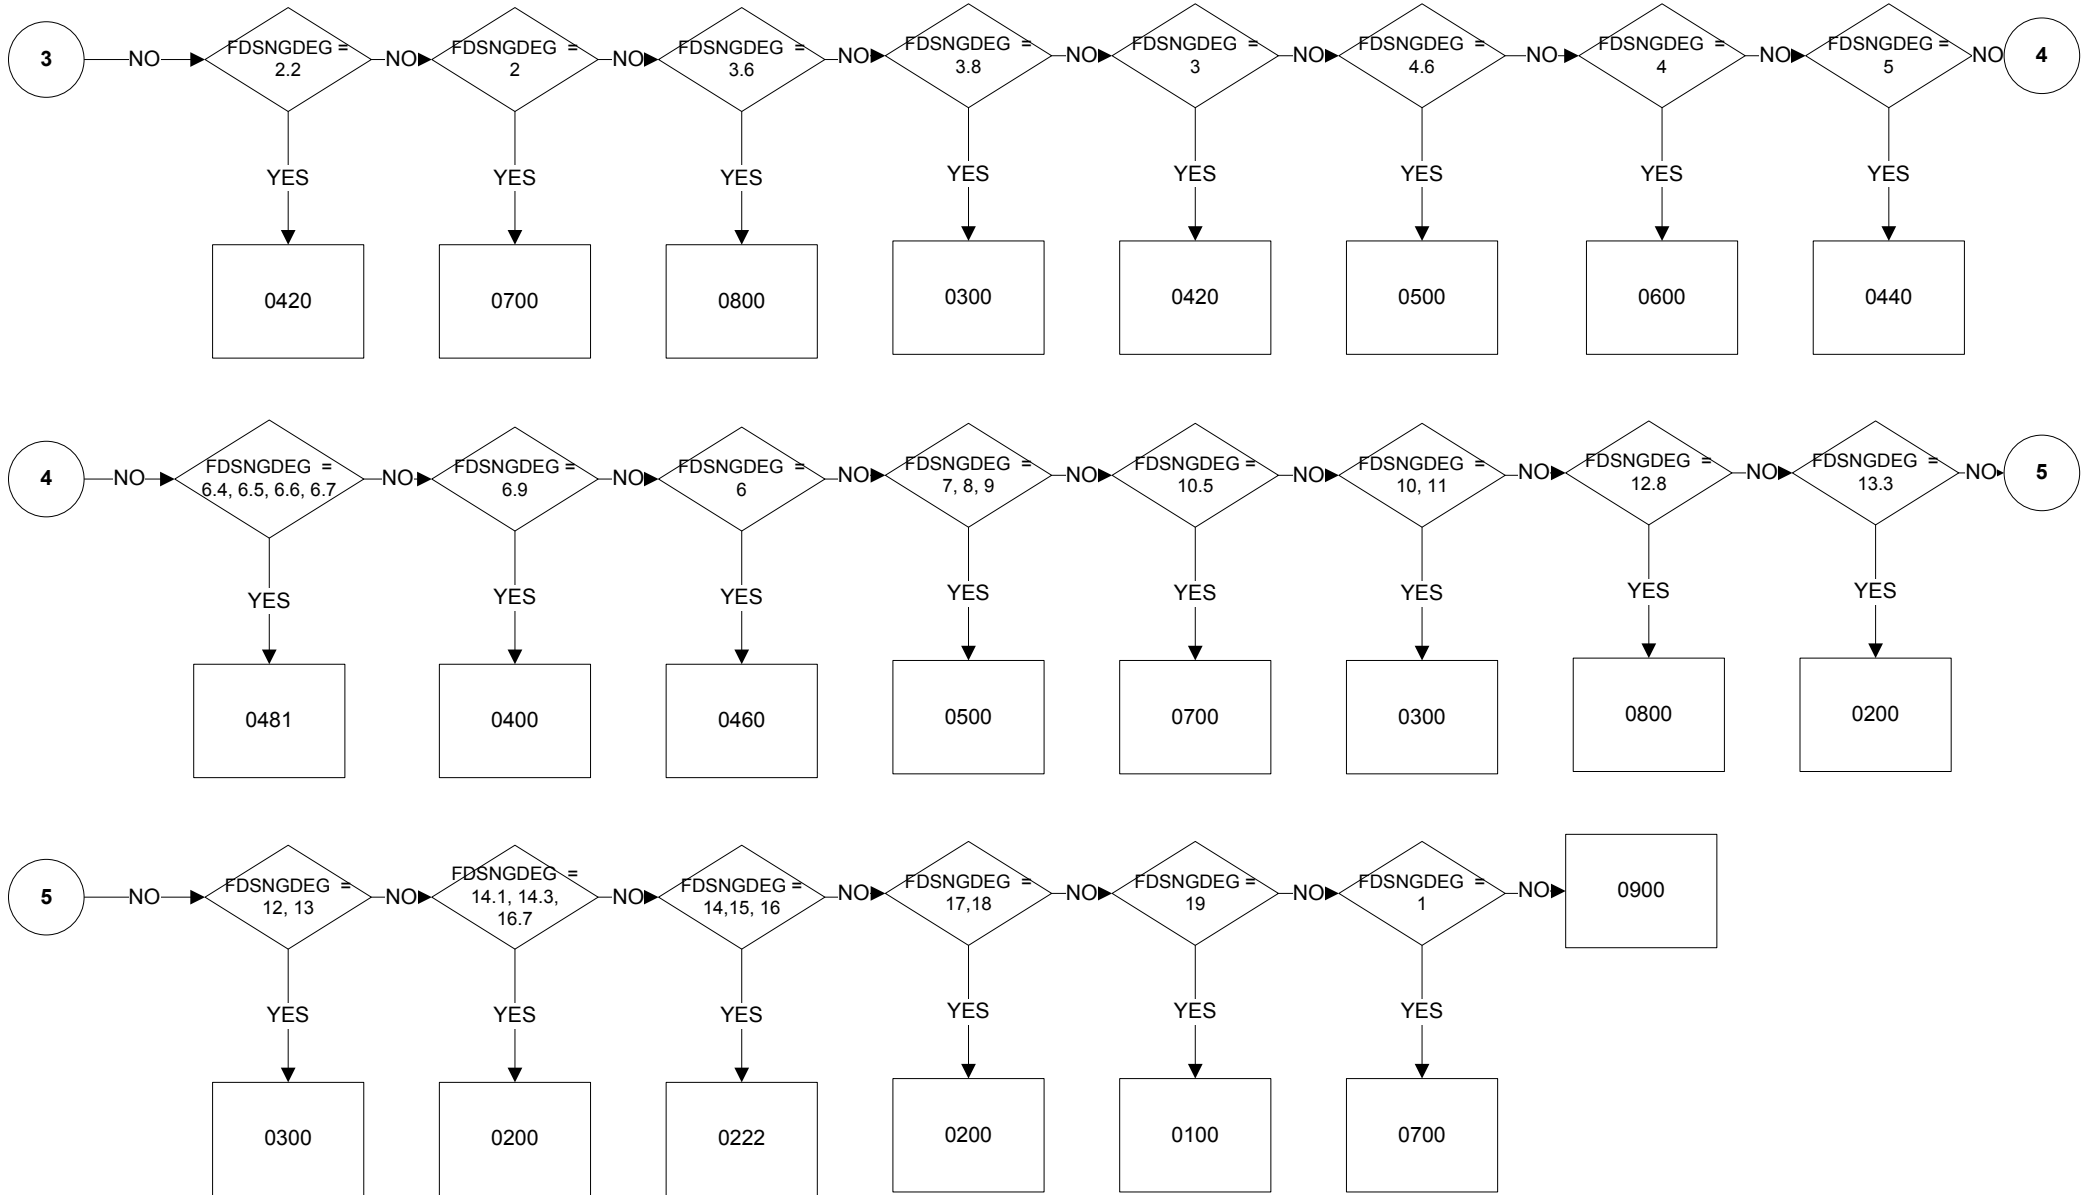 3
NO
FDSNGDEG =
2.2
NO
FDSNGDEG =
2
NO
FDSNGDEG =
3.6
NO
FDSNGDEG =
3.8
NO
FDSNGDEG =
3
NO
FDSNGDEG =
4.6
NO
FDSNGDEG =
4
NO
FDSNGDEG =
5
NO
4
YES
YES
YES
YES
YES
YES
YES
YES
0420
0700
0800
0300
0420
0500
0600
0440
4
NO
FDSNGDEG =
6.4, 6.5, 6.6, 6.7
NO
FDSNGDEG =
6.9
NO
FDSNGDEG =
6
NO
FDSNGDEG =
7, 8, 9
NO
FDSNGDEG =
10.5
NO
FDSNGDEG =
10, 11
NO
FDSNGDEG =
12.8
NO
FDSNGDEG =
13.3
NO
5
YES
YES
YES
YES
YES
YES
YES
YES
0481
0400
0460
0500
0700
0300
0800
0200
5
NO
FDSNGDEG =
12, 13
NO
FDSNGDEG =
14.1, 14.3,
16.7
NO
FDSNGDEG =
14,15, 16
NO
FDSNGDEG =
17,18
NO
FDSNGDEG =
19
NO
FDSNGDEG =
1
NO
0900
YES
YES
YES
YES
YES
YES
0300
0200
0222
0200
0100
0700